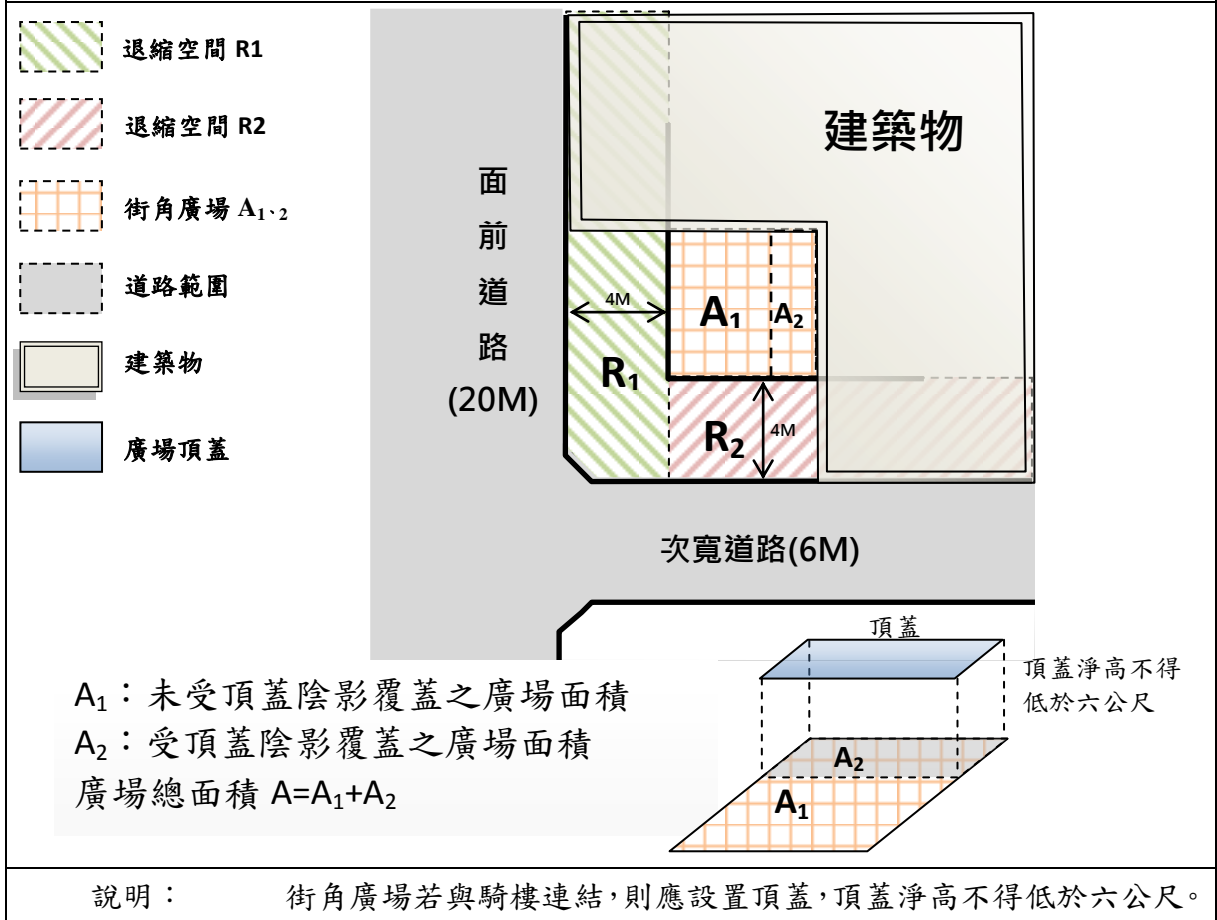 退縮空間 R1
退縮空間 R2
街角廣場 A₁、₂
道路範圍
建築物
廣場頂蓋
建築物
面
前
道
路
(20M)
4M
A₁
A₂
R₁
R₂
4M
次寬道路(6M)
頂蓋
頂蓋淨高不得
低於六公尺
A₂
A₁
A₁：未受頂蓋陰影覆蓋之廣場面積
A₂：受頂蓋陰影覆蓋之廣場面積
廣場總面積 A=A₁+A₂
說明： 街角廣場若與騎樓連結，則應設置頂蓋，頂蓋淨高不得低於六公尺。